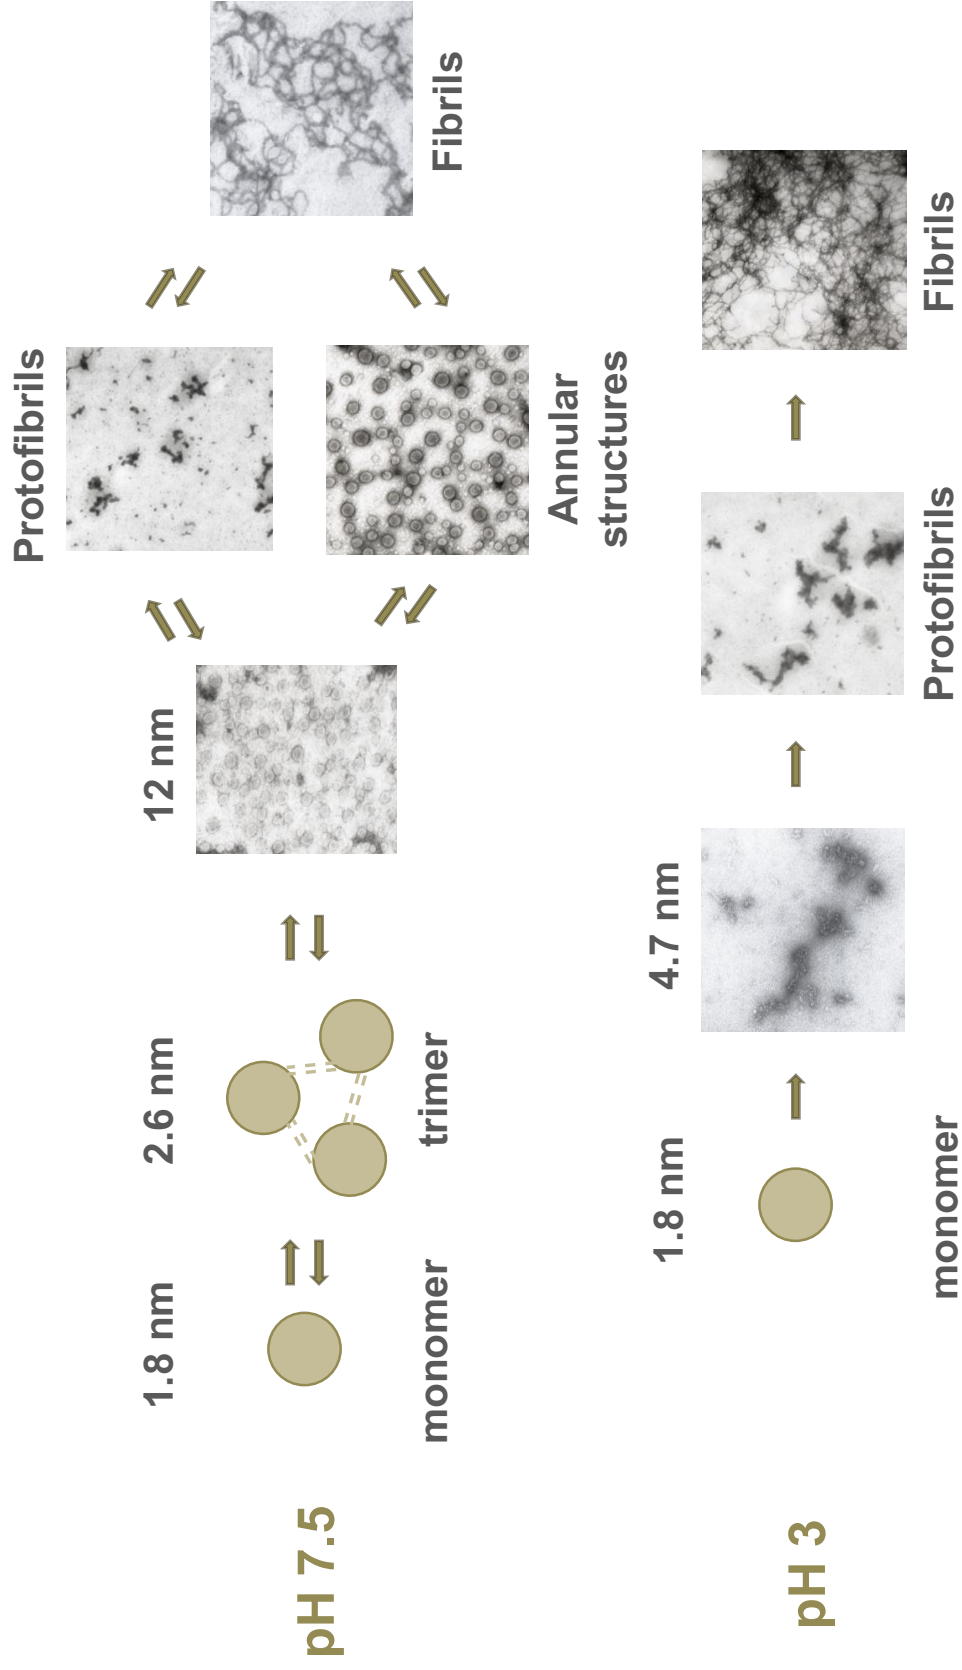 pH 7.5
1.8 nm
monomer
2.6 nm
trimer
12 nm
Protofibrils
Annular
structures
Fibrils
pH 3
1.8 nm
monomer
4.7 nm
Protofibrils
Fibrils